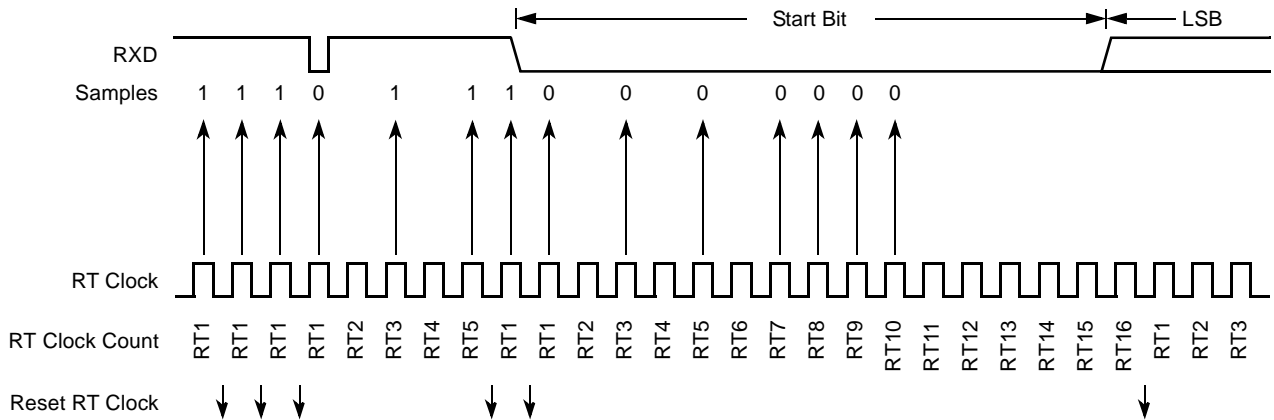 Start Bit LSB
RXD
Samples 1 1 1 0 1 1 1 0 0 0 0 0 0 0
RT Clock
RT Clock Count RT1 RT1 RT1 RT1 RT2 RT3 RT4 RT5 RT1 RT1 RT2 RT3 RT4 RT5 RT6 RT7 RT8 RT9 RT10 RT11 RT12 RT13 RT14 RT15 RT16 RT1 RT2 RT3
Reset RT Clock